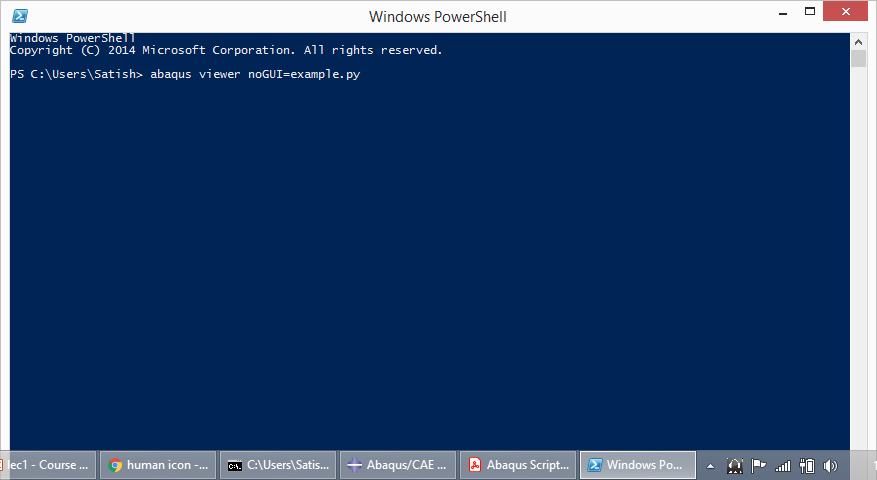 Windows PowerShell
Windows PowerShell
Copyright (C) 2014 Microsoft Corporation. All rights reserved.
PS C:\Users\Satish> abaqus viewer noGUI=example.py
lec1 - Course ...
human icon -...
C:\Users\Satis...
Abaqus/CAE ...
Abaqus Script...
Windows Po...